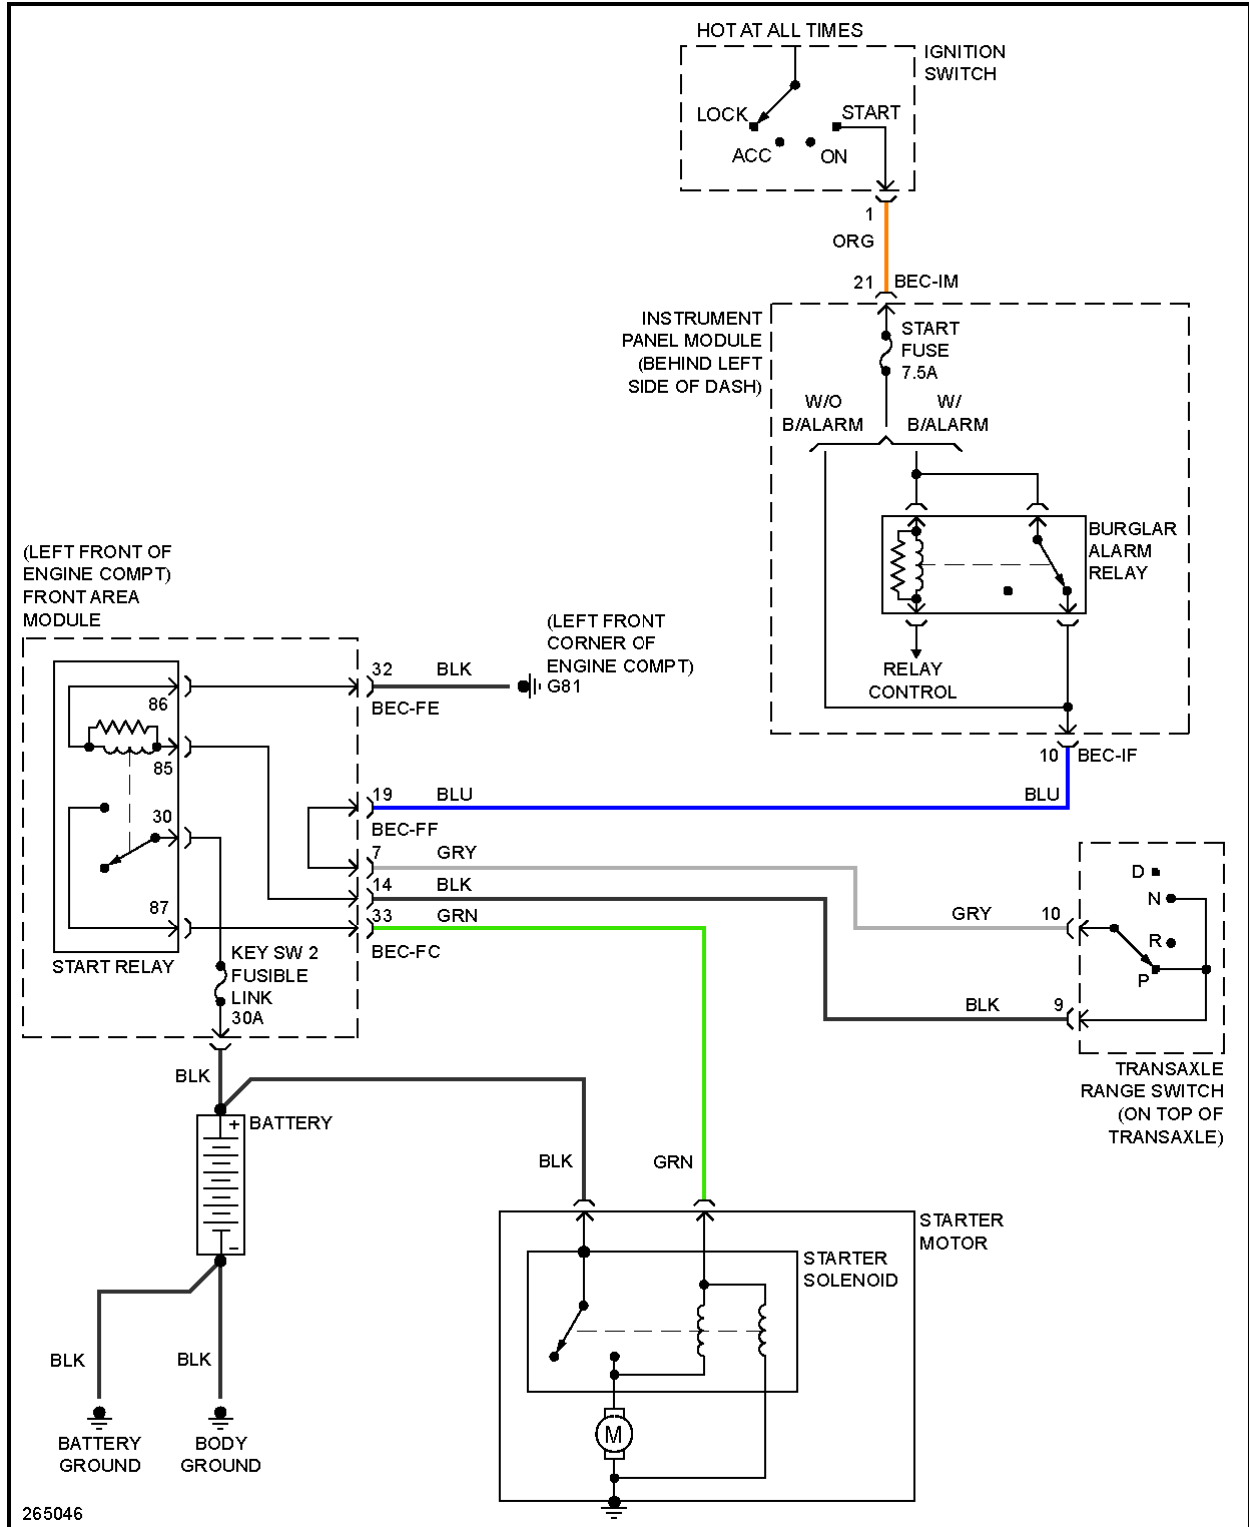 HOT AT ALL TIMES
IGNITION
SWITCH
LOCK
START
ACC
ON
1
ORG
21
BEC-IM
INSTRUMENT
PANEL MODULE
(BEHIND LEFT
SIDE OF DASH)
START
FUSE
7.5A
W/O
B/ALARM
W/
B/ALARM
BURGLAR
ALARM
RELAY
RELAY
CONTROL
10
BEC-IF
BLU
(LEFT FRONT OF
ENGINE COMPT)
FRONT AREA
MODULE
(LEFT FRONT
CORNER OF
ENGINE COMPT)
G81
32
BLK
BEC-FE
86
85
30
87
START RELAY
19
BLU
BEC-FF
7
GRY
14
BLK
33
GRN
BEC-FC
KEY SW 2
FUSIBLE
LINK
30A
D
N
R
P
GRY
10
BLK
9
TRANSAXLE
RANGE SWITCH
(ON TOP OF
TRANSAXLE)
BLK
+
BATTERY
–
BLK
GRN
STARTER
MOTOR
STARTER
SOLENOID
M
BLK
BLK
BATTERY
GROUND
BODY
GROUND
265046